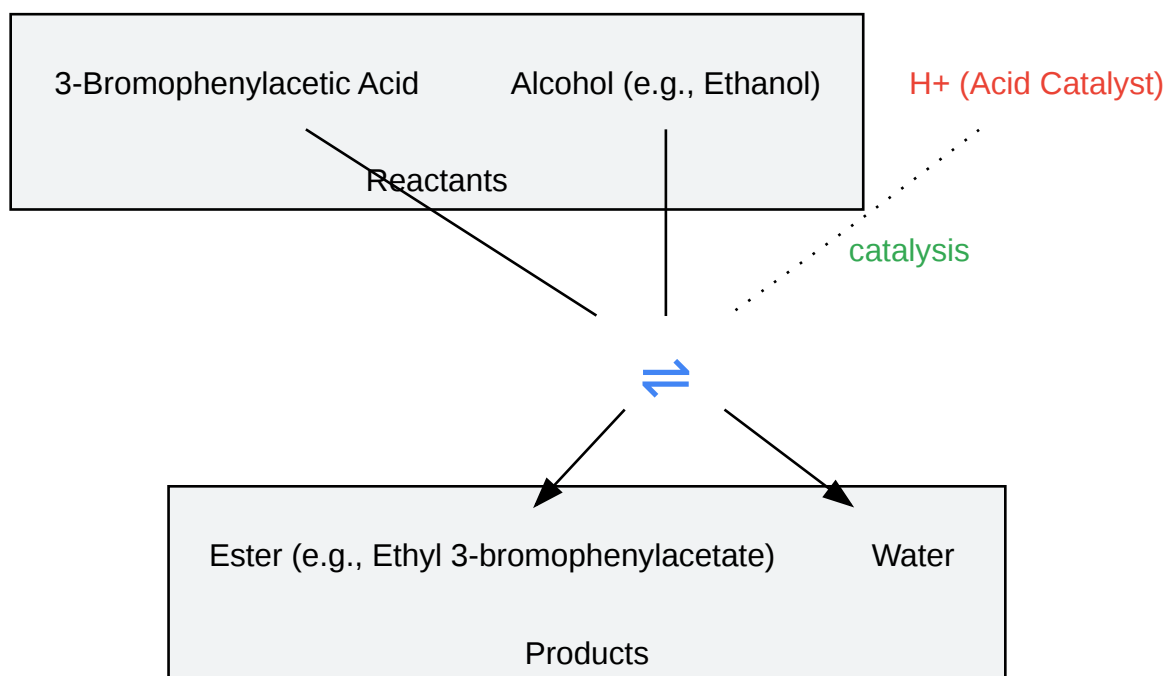 3-Bromophenylacetic Acid
Alcohol (e.g., Ethanol)
H+ (Acid Catalyst)
Reactants
catalysis
⇌
Ester (e.g., Ethyl 3-bromophenylacetate)
Water
Products